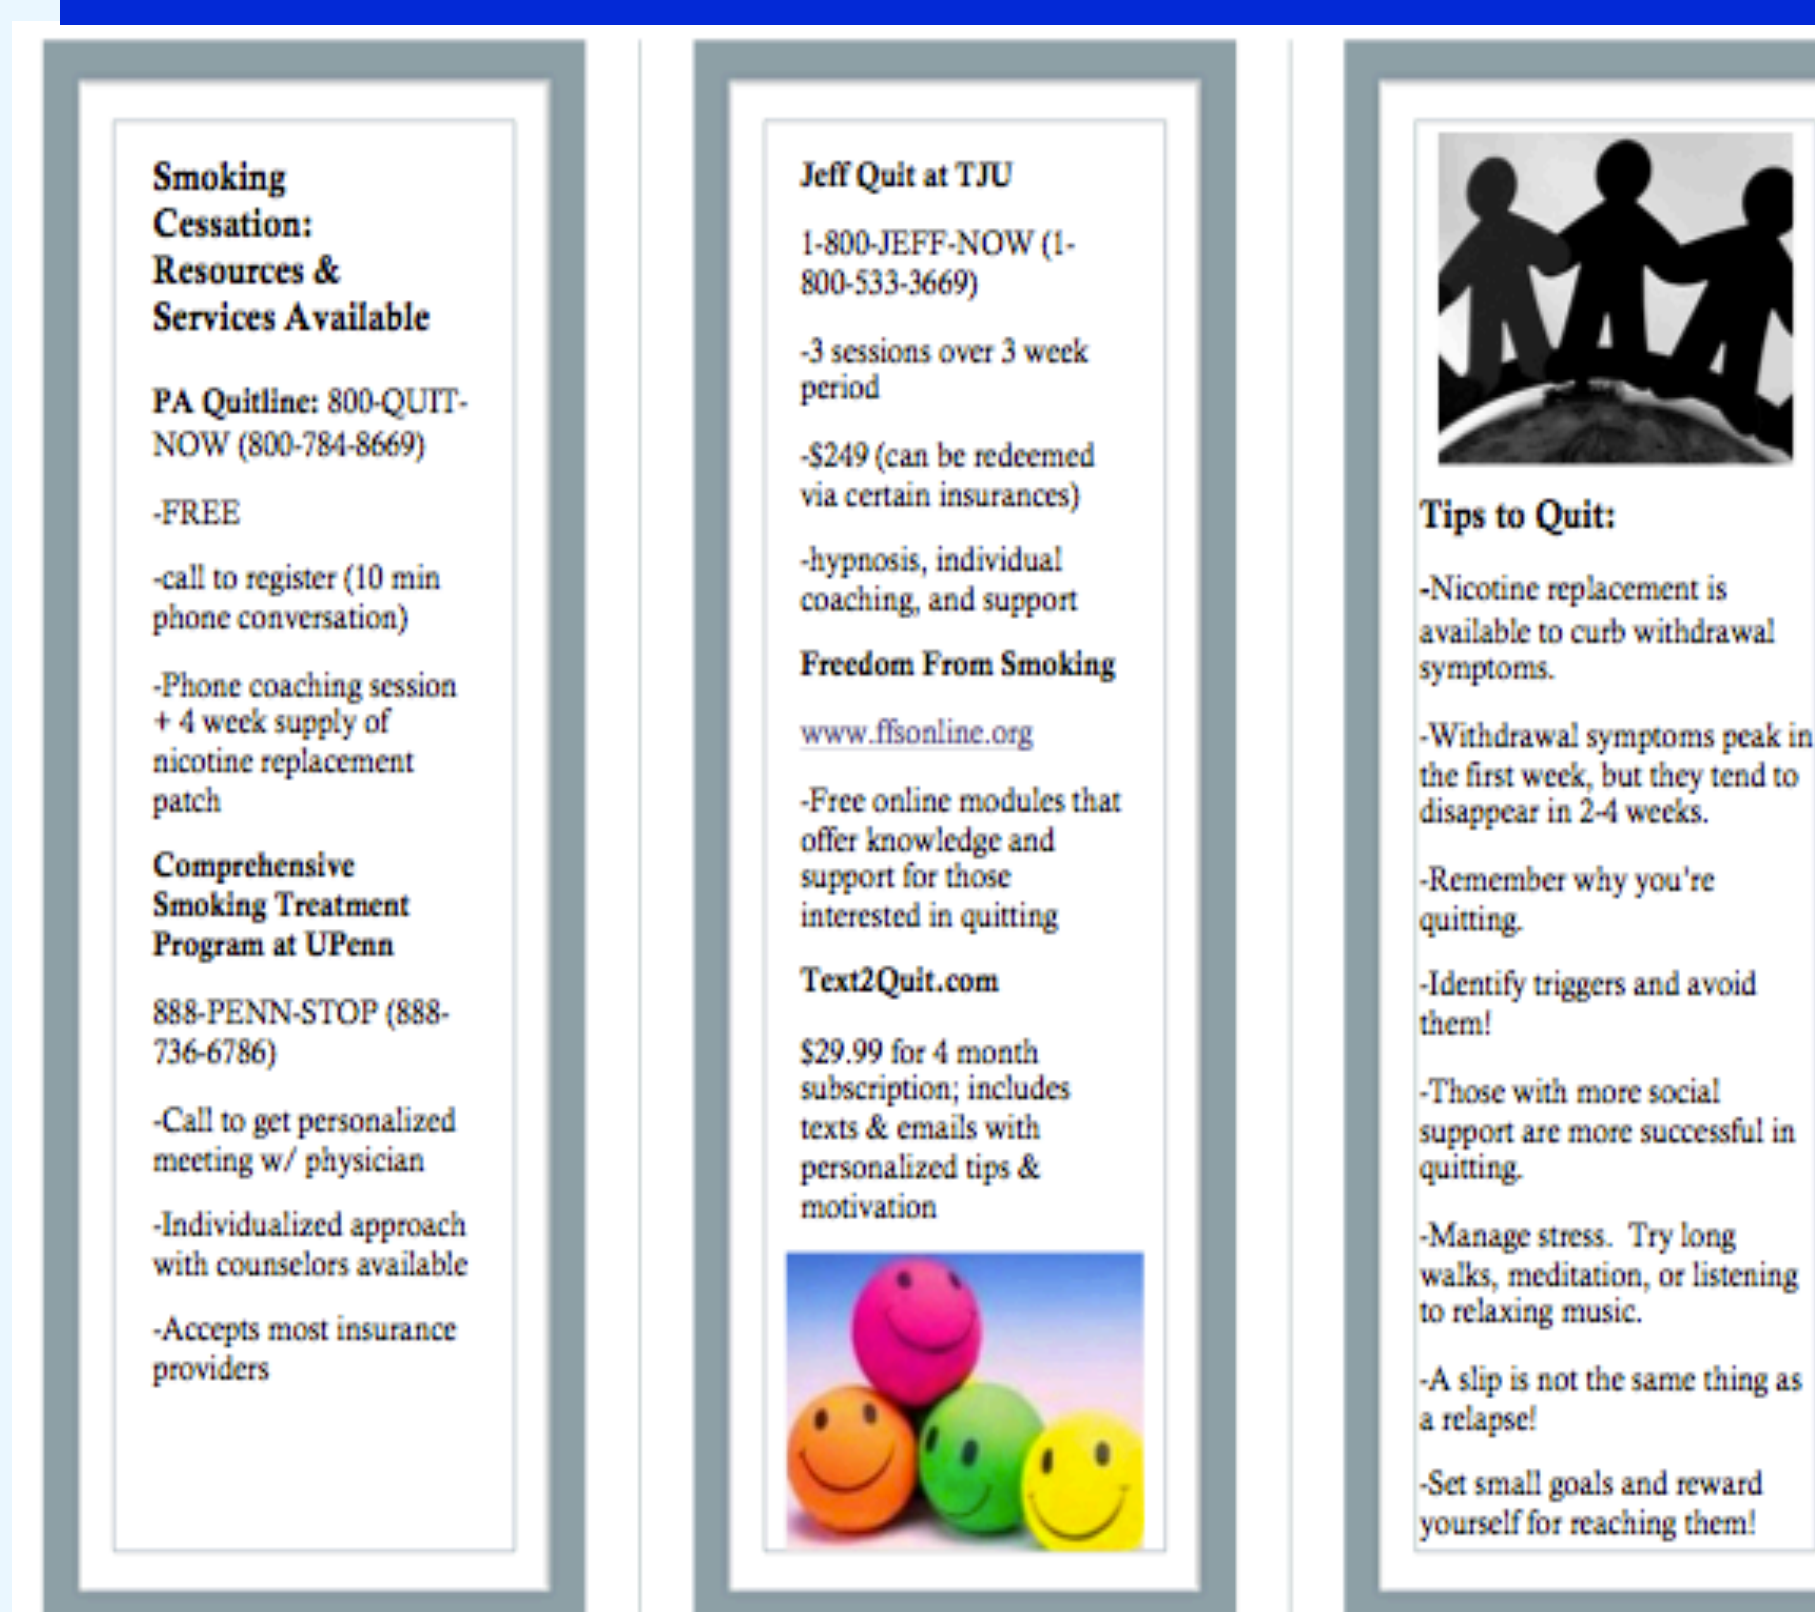 Smoking
Cessation:
Resources &
Services Available
PA Quitline: 800-QUIT-
NOW (800-784-8669)
-FREE
-call to register (10 min
phone conversation)
-Phone coaching session
+ 4 week supply of
nicotine replacement
patch
Comprehensive
Smoking Treatment
Program at UPenn
888-PENN-STOP (888-
736-6786)
-Call to get personalized
meeting w/ physician
-Individualized approach
with counselors available
-Accepts most insurance
providers
Jeff Quit at TJU
1-800-JEFF-NOW (1-
800-533-3669)
-3 sessions over 3 week
period
-$249 (can be redeemed
via certain insurances)
-hypnosis, individual
coaching, and support
Freedom From Smoking
www.ffsonline.org
-Free online modules that
offer knowledge and
support for those
interested in quitting
Text2Quit.com
$29.99 for 4 month
subscription; includes
texts & emails with
personalized tips &
motivation
Tips to Quit:
-Nicotine replacement is
available to curb withdrawal
symptoms.
-Withdrawal symptoms peak in
the first week, but they tend to
disappear in 2-4 weeks.
-Remember why you're
quitting.
-Identify triggers and avoid
them!
-Those with more social
support are more successful in
quitting.
-Manage stress.  Try long
walks, meditation, or listening
to relaxing music.
-A slip is not the same thing as
a relapse!
-Set small goals and reward
yourself for reaching them!